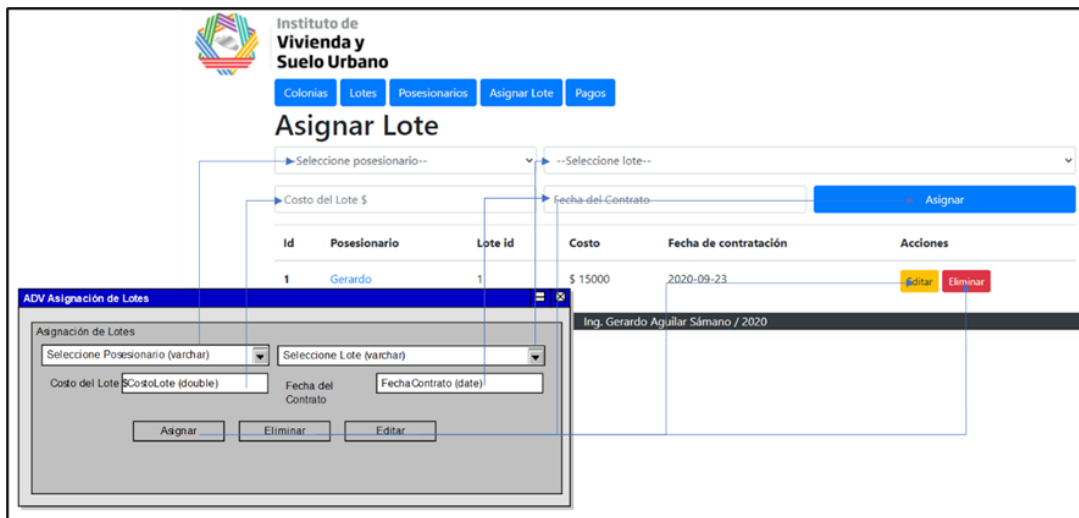 Instituto de
Vivienda y
Suelo Urbano
Colonias Lotes Posesionarios Asignar Lote Pagos
Asignar Lote
--Seleccione posesionario-- --Seleccione lote--
Costo del Lote $ Fecha del Contrato Asignar
Id Posesionario Lote id Costo Fecha de contratación Acciones
1 Gerardo 1 $ 15000 2020-09-23 Editar Eliminar
Ing. Gerardo Aguilar Sámano / 2020
ADV Asignación de Lotes
Asignación de Lotes
Seleccione Posesionario (varchar) Seleccione Lote (varchar)
Costo del Lote $CostoLote (double) Fecha del Contrato FechaContrato (date)
Asignar Eliminar Editar